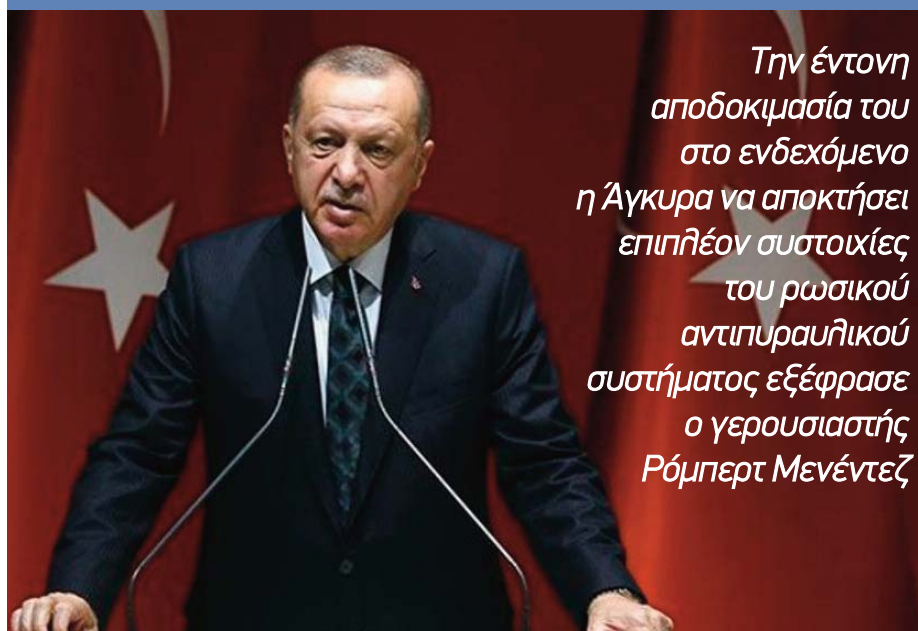 Την έντονη
αποδοκιμασία του
στο ενδεχόμενο
η Άγκυρα να αποκτήσει
επιπλέον συστοιχίες
του ρωσικού
αντιπυραυλικού
συστήματος εξέφρασε
ο γερουσιαστής
Ρόμπερτ Μενέντεζ